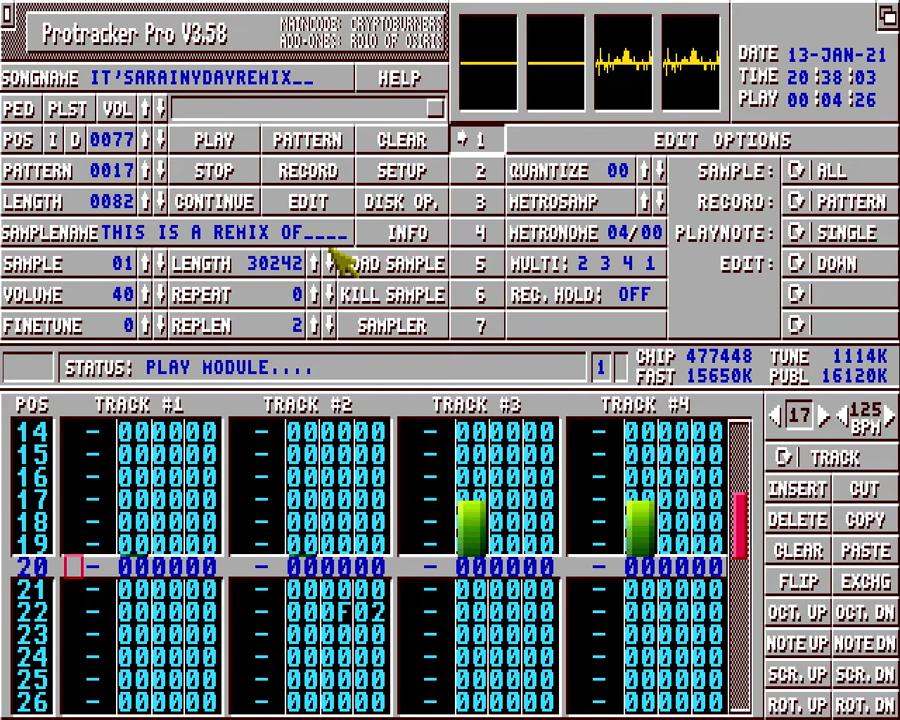 Protracker Pro V3.58
MAINCODE: CRYPTOBURNERS
ADD-ONS: ROLO OF OSIRIS
DATE 13-JAN-21
TIME 20:38:03
PLAY 00:04:26
SONGNAME IT'SARAINYDAYREMIX__ HELP
PED PLST VOL
POS I D 0077 PLAY PATTERN CLEAR 1 EDIT OPTIONS
PATTERN 0017 STOP RECORD SETUP 2 QUANTIZE 00 SAMPLE: ALL
LENGTH 0082 CONTINUE EDIT DISK OP. 3 METROSAMP RECORD: PATTERN
SAMPLENAME THIS IS A REMIX OF____ INFO 4 METRONOME 04/00 PLAYNOTE: SINGLE
SAMPLE 01 LENGTH 30242 AD SAMPLE 5 MULTI: 2 3 4 1 EDIT: DOWN
VOLUME 40 REPEAT 0 KILL SAMPLE 6 REC. HOLD: OFF
FINETUNE 0 REPLEN 2 SAMPLER 7
STATUS: PLAY MODULE.... 1 CHIP 477448 TUNE 1114K
FAST 15650K PUBL 16120K
POS TRACK #1 TRACK #2 TRACK #3 TRACK #4 17 125 BPM
14 - 000000 - 000000 - 000000 - 000000
15 - 000000 - 000000 - 000000 - 000000 TRACK
16 - 000000 - 000000 - 000000 - 000000
17 - 000000 - 000000 - 000000 - 000000 INSERT CUT
18 - 000000 - 000000 - 000000 - 000000 DELETE COPY
19 - 000000 - 000000 - 000000 - 000000 CLEAR PASTE
20 - 000000 - 000000 - 000000 - 000000
21 - 000000 - 000000 - 000000 - 000000 FLIP EXCHG
22 - 000000 - 000F02 - 000000 - 000000 OCT. UP OCT. DN
23 - 000000 - 000000 - 000000 - 000000 NOTE UP NOTE DN
24 - 000000 - 000000 - 000000 - 000000
25 - 000000 - 000000 - 000000 - 000000 SCR. UP SCR. DN
26 - 000000 - 000000 - 000000 - 000000 ROT. UP ROT. DN